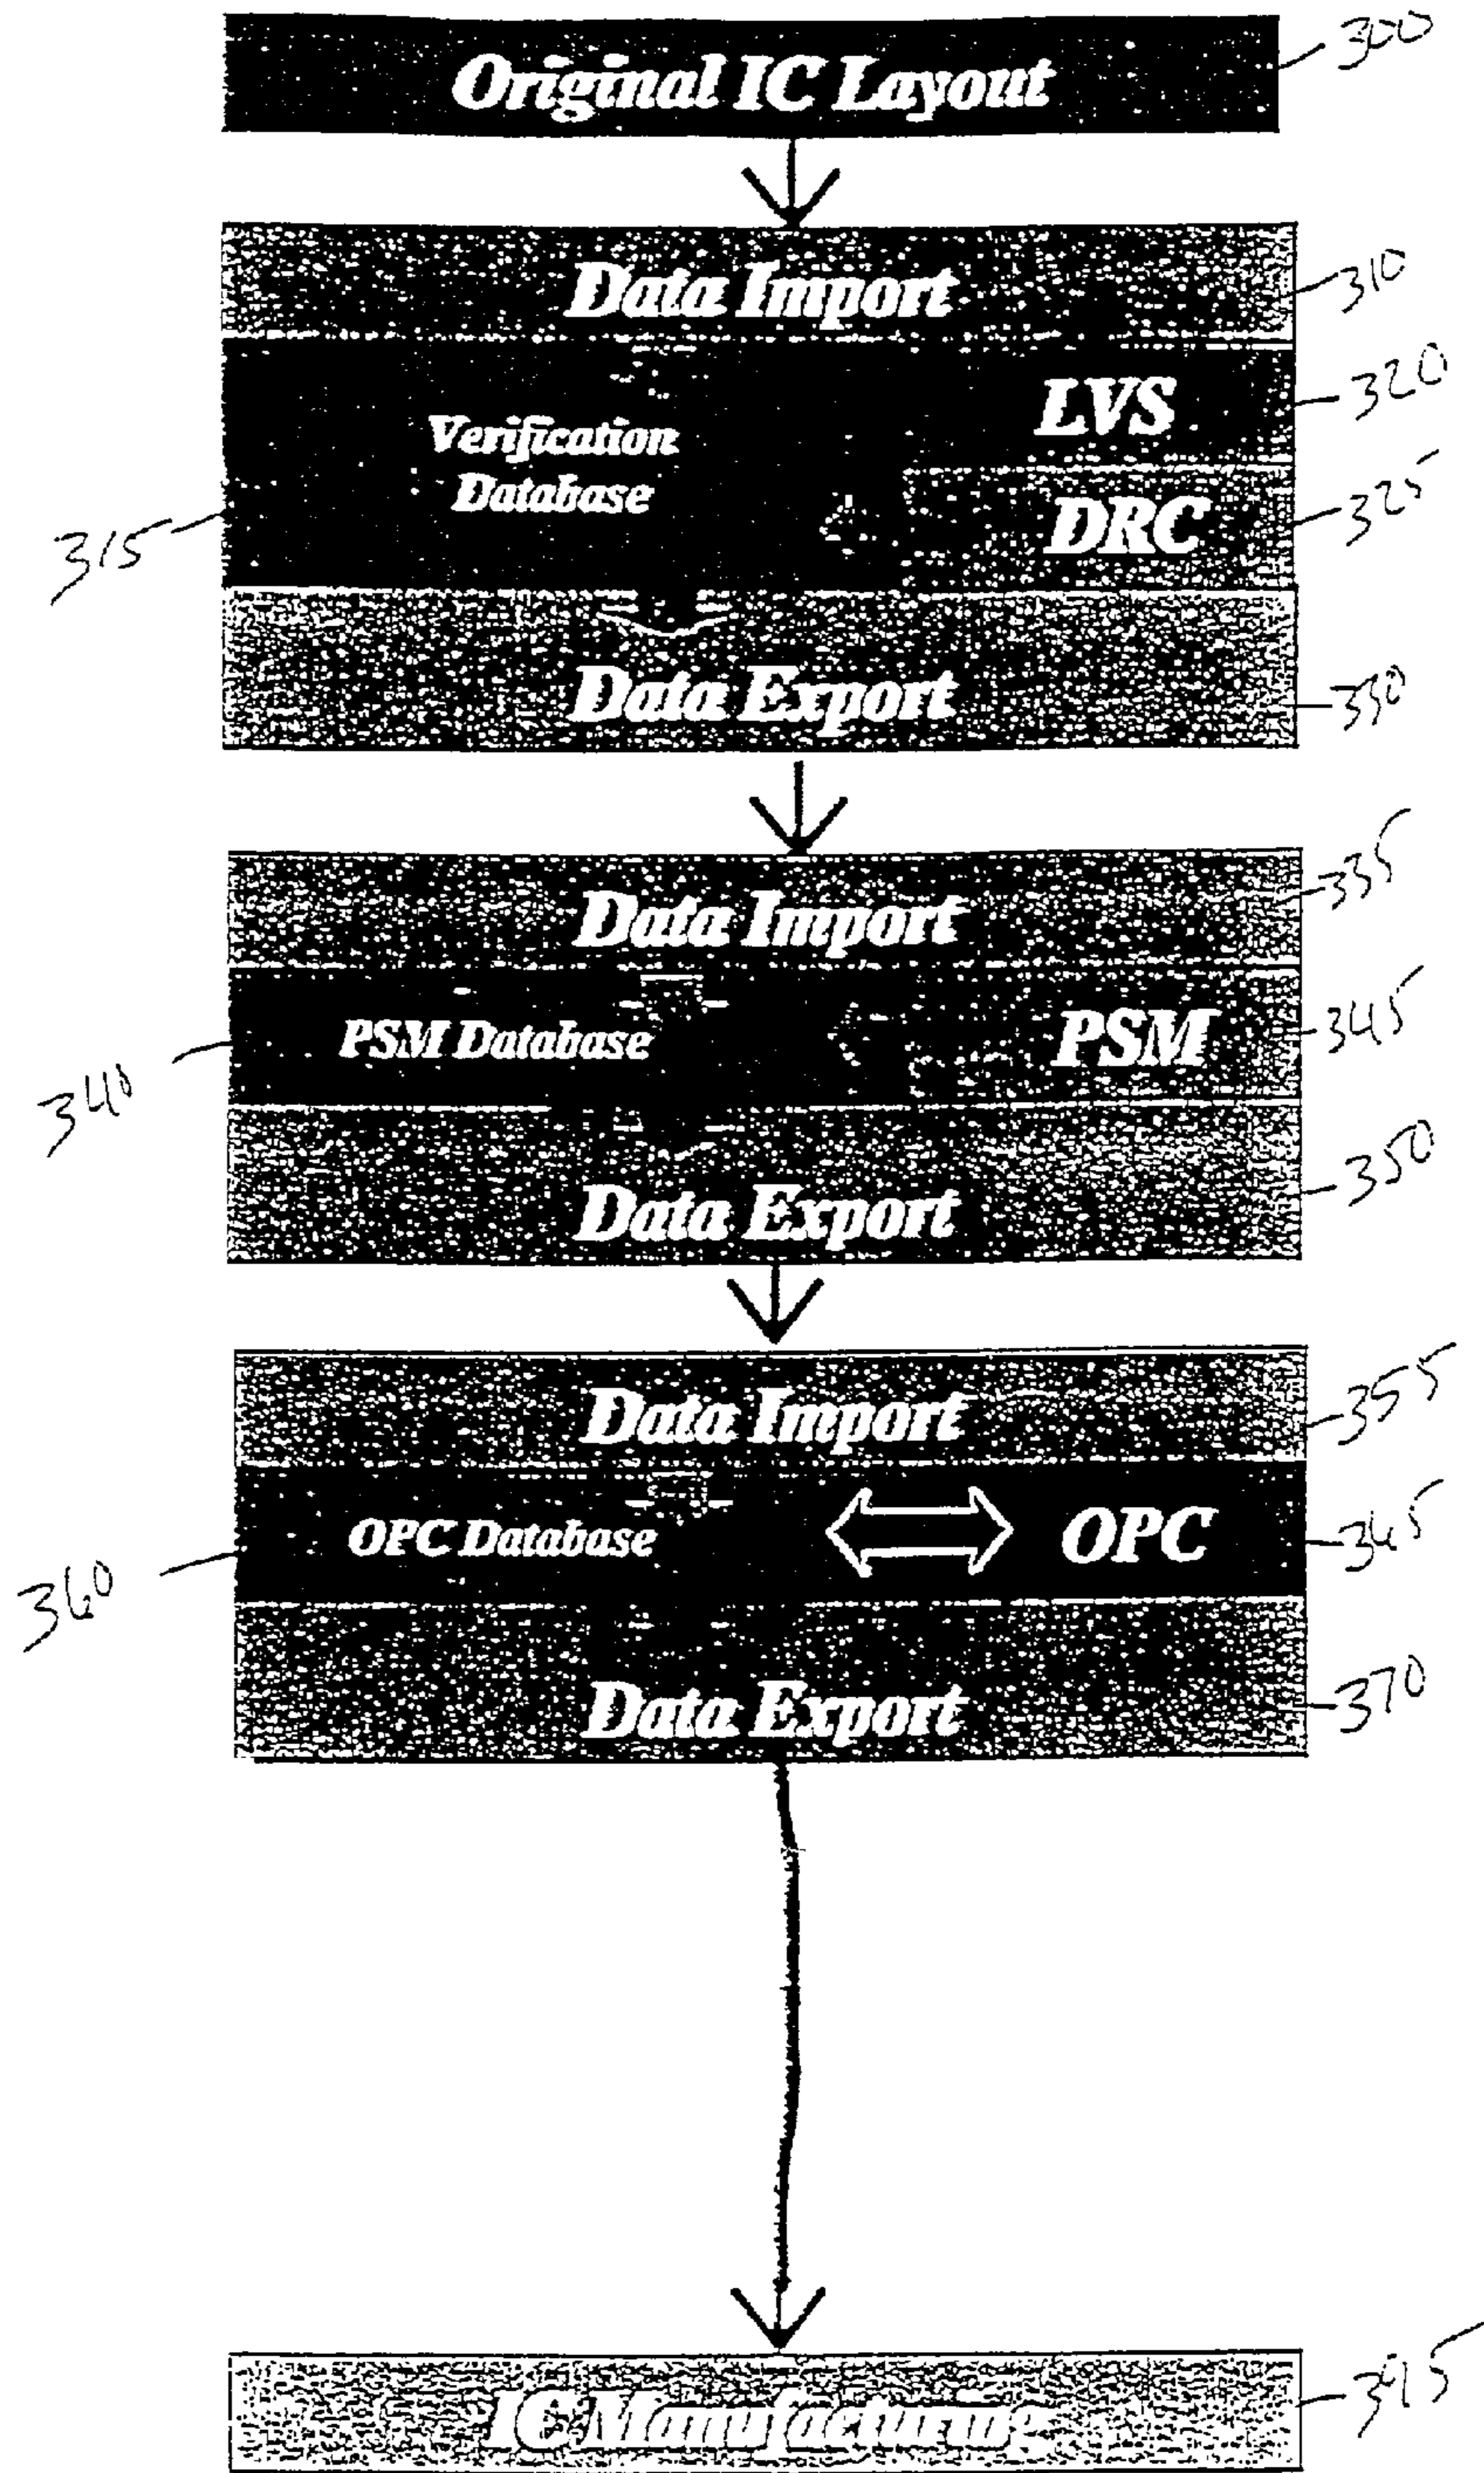 Original IC Layout 300
Data Import 310
LVS 320
Verification
Database
315
DRC 325
Data Export 330
Data Import 335
PSM Database 340
PSM 345
Data Export 350
Data Import 355
OPC Database 360
OPC 345
Data Export 370
IC Manufacturing 395